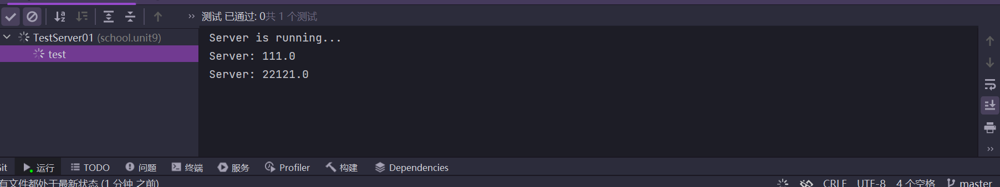 测试 已通过: 0共 1 个测试
TestServer01 (school.unit9)
test
Server is running...
Server: 111.0
Server: 22121.0
Git 运行 TODO 问题 终端 服务 Profiler 构建 Dependencies
有文件都处于最新状态 (1 分钟 之前) CRLF UTF-8 4 个空格 master